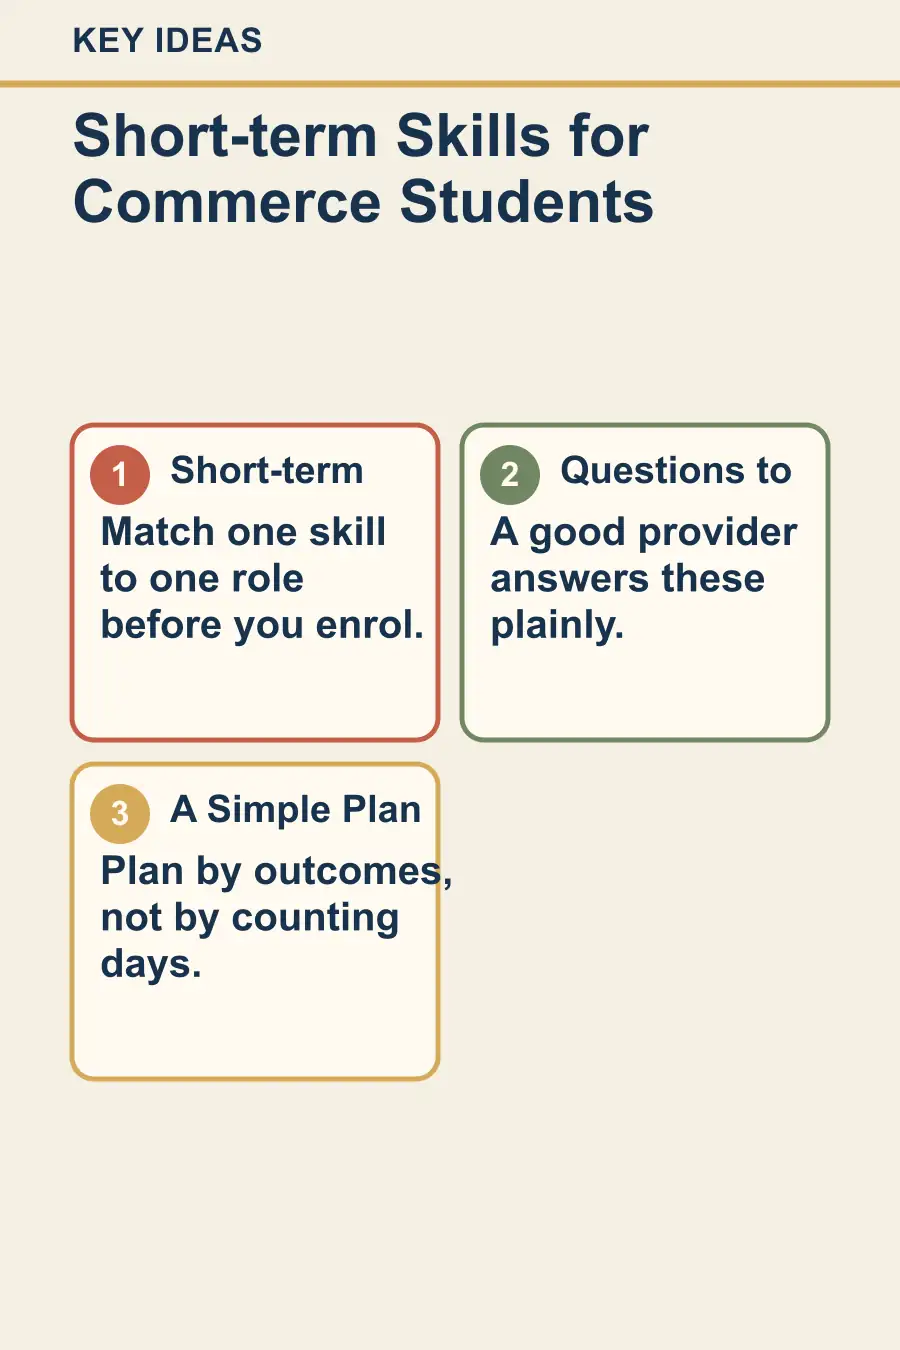 KEY IDEAS
Short-term Skills for
Commerce Students
1 Short-term
Match one skill
to one role
before you enrol.
2 Questions to
A good provider
answers these
plainly.
3 A Simple Plan
Plan by outcomes,
not by counting
days.